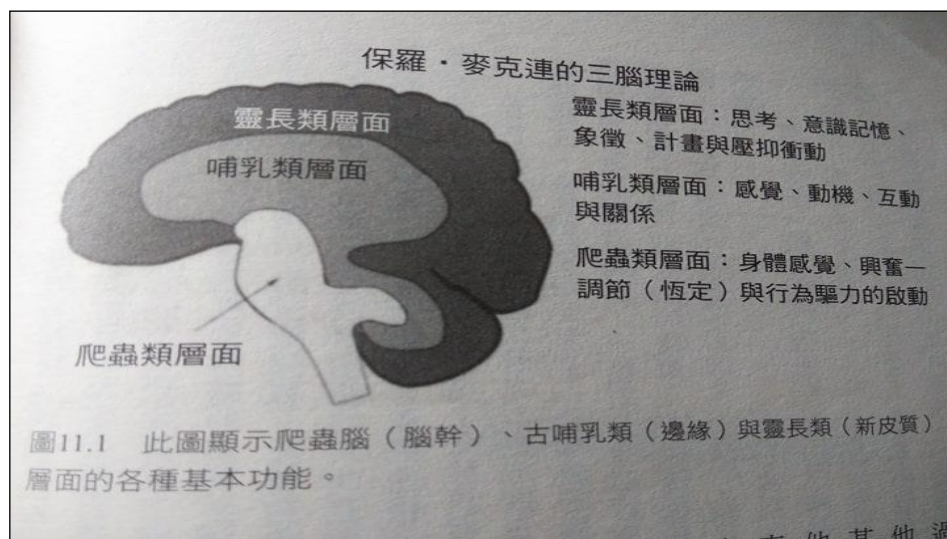 保羅・麥克連的三腦理論
靈長類層面
哺乳類層面
爬蟲類層面
靈長類層面：思考、意識記憶、
象徵、計畫與壓抑衝動
哺乳類層面：感覺、動機、互動
與關係
爬蟲類層面：身體感覺、興奮一
調節（恆定）與行為驅力的啟動
圖11.1 此圖顯示爬蟲腦（腦幹）、古哺乳類（邊緣）與靈長類（新皮質）
層面的各種基本功能。
他其他過